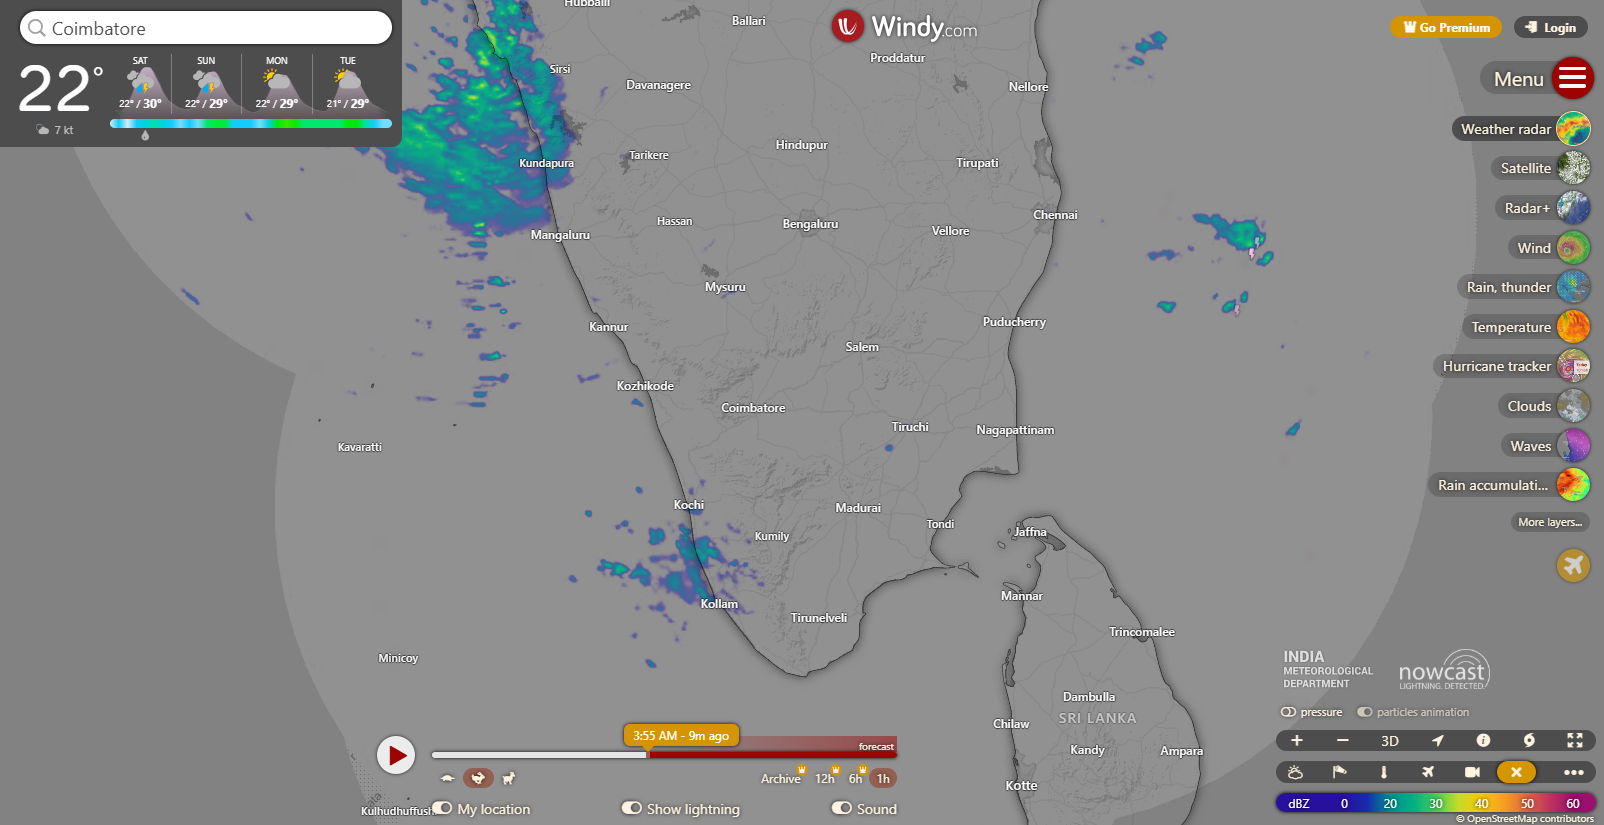 Coimbatore
22°
7 kt
SAT SUN MON TUE
22° / 30° 22° / 29° 22° / 29° 21° / 29°
Windy.com
Go Premium
Login
Menu
Weather radar
Satellite
Radar+
Wind
Rain, thunder
Temperature
Hurricane tracker
Clouds
Waves
Rain accumulati...
More layers...
Hubballi
Ballari
Proddatur
Sirsi
Davanagere
Nellore
Hindupur
Kundapura
Tarikere
Tirupati
Chennai
Hassan
Bengaluru
Vellore
Mangaluru
Mysuru
Kannur
Puducherry
Salem
Kozhikode
Coimbatore
Tiruchi
Nagapattinam
Kavaratti
Kochi
Madurai
Tondi
Jaffna
Kumily
Kollam
Mannar
Tirunelveli
Trincomalee
Minicoy
Dambulla
Chilaw
SRI LANKA
Kandy
Ampara
Kotte
Kulhudhuffushi
INDIA
METEOROLOGICAL
DEPARTMENT
nowcast
LIGHTNING. DETECTED.
pressure
particles animation
3D
dBZ 0 20 30 40 50 60
© OpenStreetMap contributors
3:55 AM - 9m ago
forecast
Archive 12h 6h 1h
My location
Show lightning
Sound